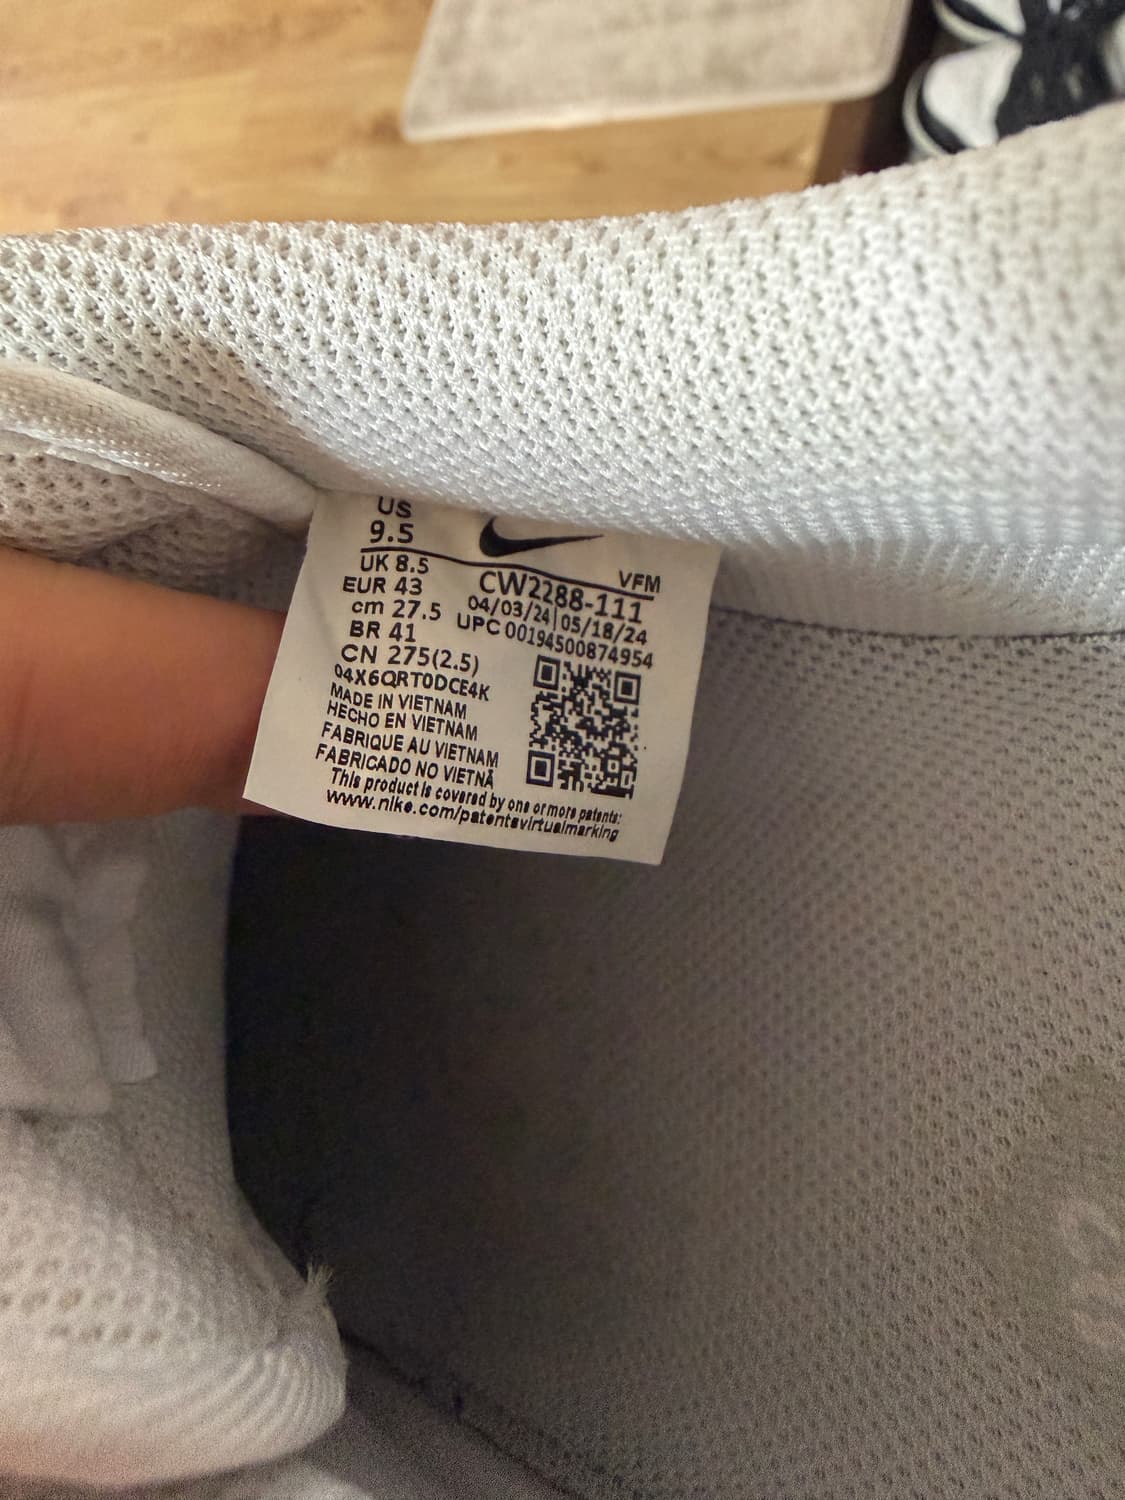 US
9.5
UK 8.5
EUR 43
cm 27.5
BR 41
CN 275(2.5)
04X6QRT0DCE4K
VFM
CW2288-111
04/03/24|05/18/24
UPC 00194500874954
MADE IN VIETNAM
HECHO EN VIETNAM
FABRIQUE AU VIETNAM
FABRICADO NO VIETNÃ
This product is covered by one or more patents:
www.nike.com/patentsvirtualmarking